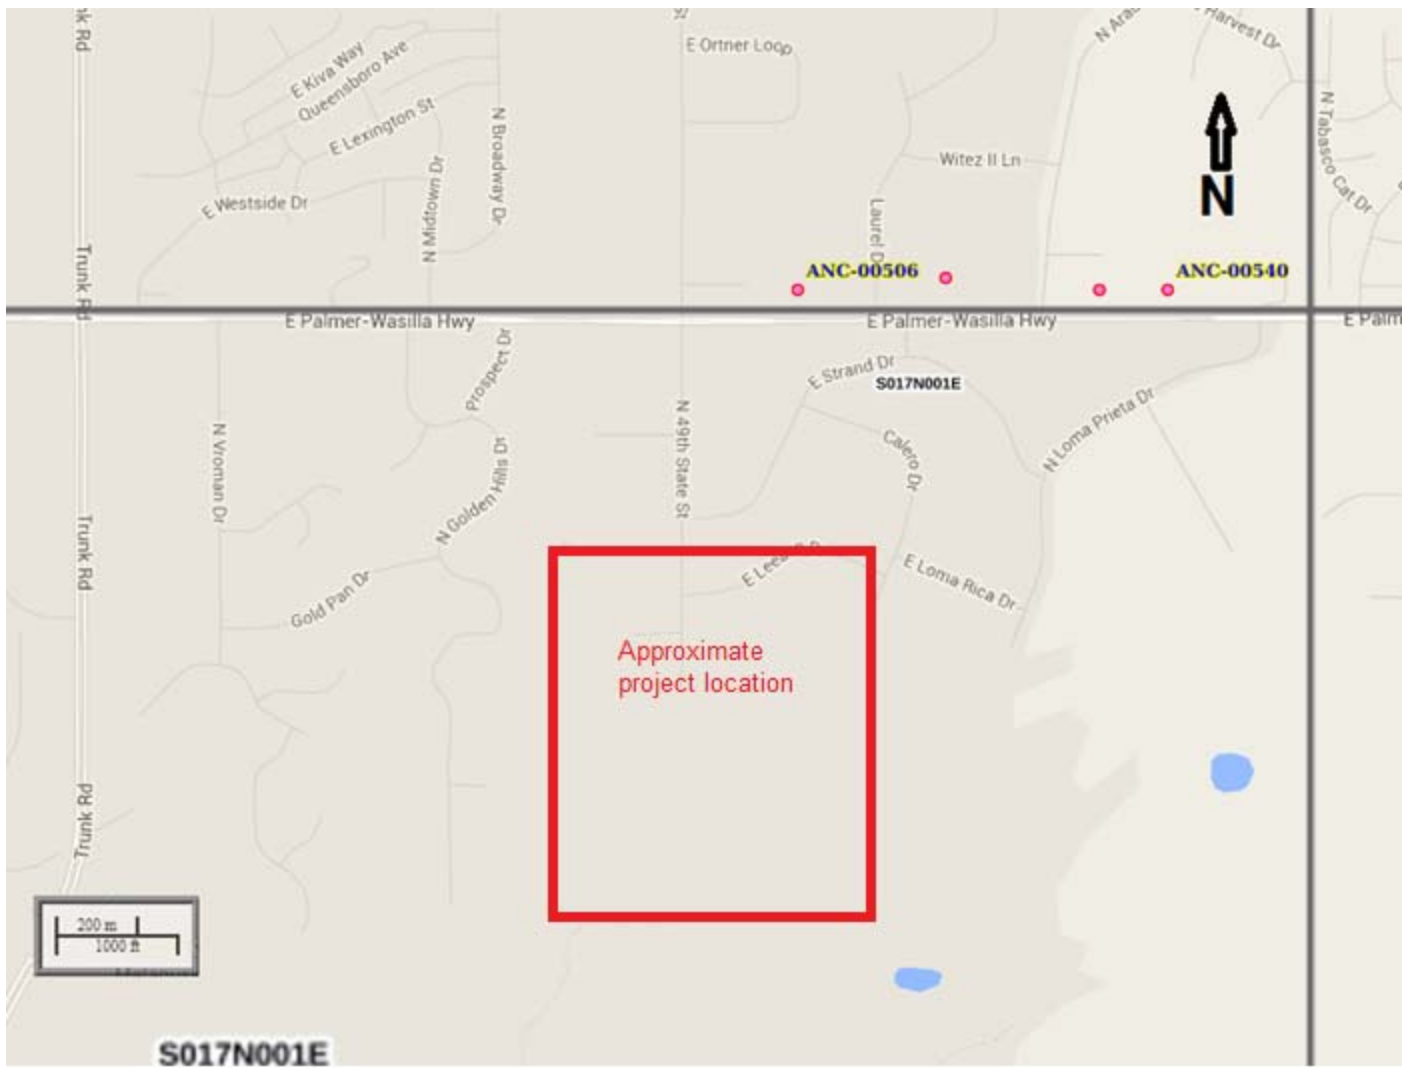 nk Rd
E Kiva Way
Queensboro Ave
E Lexington St
N Broadway Dr
N Midtown Dr
E Westside Dr
E Ortner Loop
Harvest Dr
Witez II Ln
N Tabasco Cat Dr
N
Laurel D
Trunk Rd
ANC-00506
ANC-00540
E Palmer-Wasilla Hwy
E Palmer-Wasilla Hwy
E Palm
Prospect Dr
E Strand Dr
S017N001E
N Loma Prieta Dr
N 49th State St
N Vroman Dr
Calero Dr
N Golden Hills Dr
Trunk Rd
Gold Pan Dr
E Loma Rica Dr
Approximate
project location
Trunk Rd
200 m
1000 ft
S017N001E